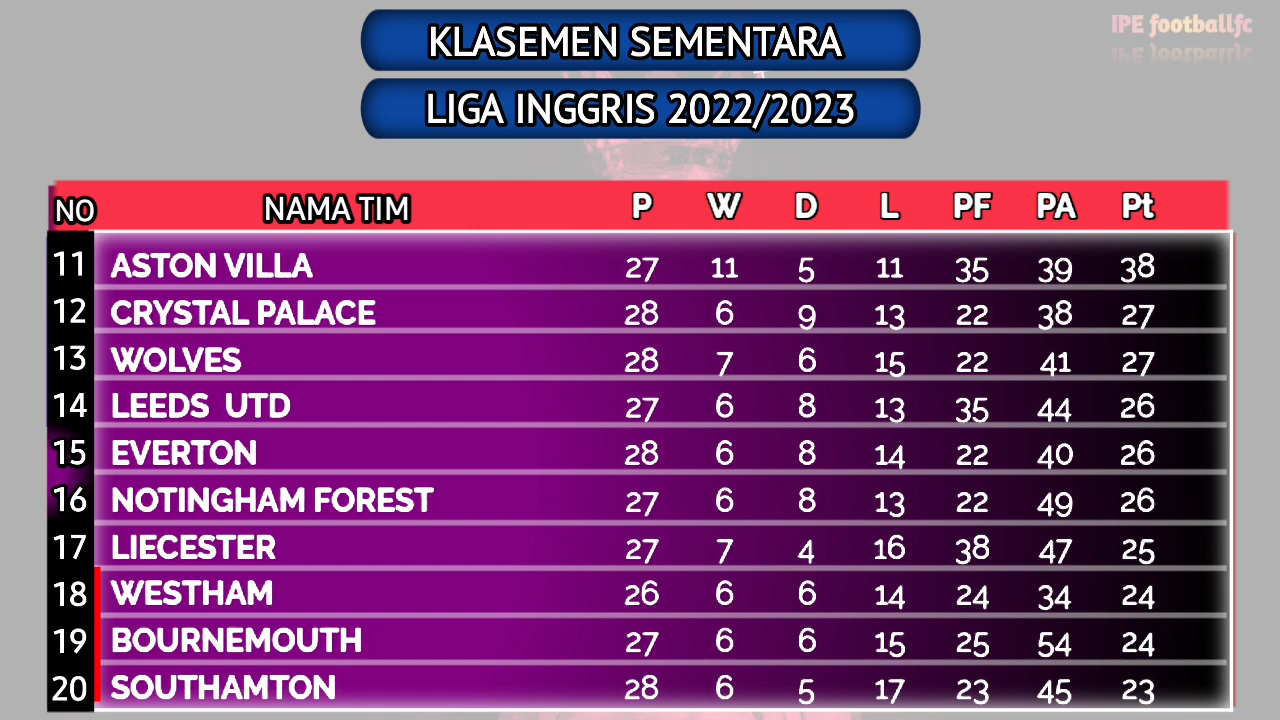 IPE footballfc
KLASEMEN SEMENTARA
LIGA INGGRIS 2022/2023
NO NAMA TIM P W D L PF PA Pt
11 ASTON VILLA 27 11 5 11 35 39 38
12 CRYSTAL PALACE 28 6 9 13 22 38 27
13 WOLVES 28 7 6 15 22 41 27
14 LEEDS UTD 27 6 8 13 35 44 26
15 EVERTON 28 6 8 14 22 40 26
16 NOTINGHAM FOREST 27 6 8 13 22 49 26
17 LIECESTER 27 7 4 16 38 47 25
18 WESTHAM 26 6 6 14 24 34 24
19 BOURNEMOUTH 27 6 6 15 25 54 24
20 SOUTHAMTON 28 6 5 17 23 45 23